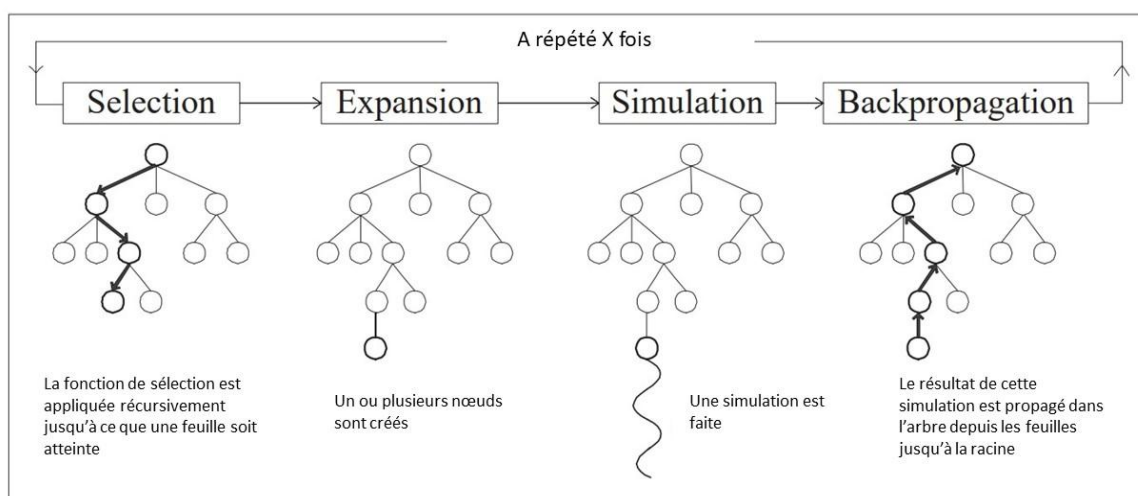 A répété X fois
Selection
Expansion
Simulation
Backpropagation
La fonction de sélection est
appliquée récursivement
jusqu'à ce que une feuille soit
atteinte
Un ou plusieurs nœuds
sont créés
Une simulation est
faite
Le résultat de cette
simulation est propagé dans
l'arbre depuis les feuilles
jusqu'à la racine